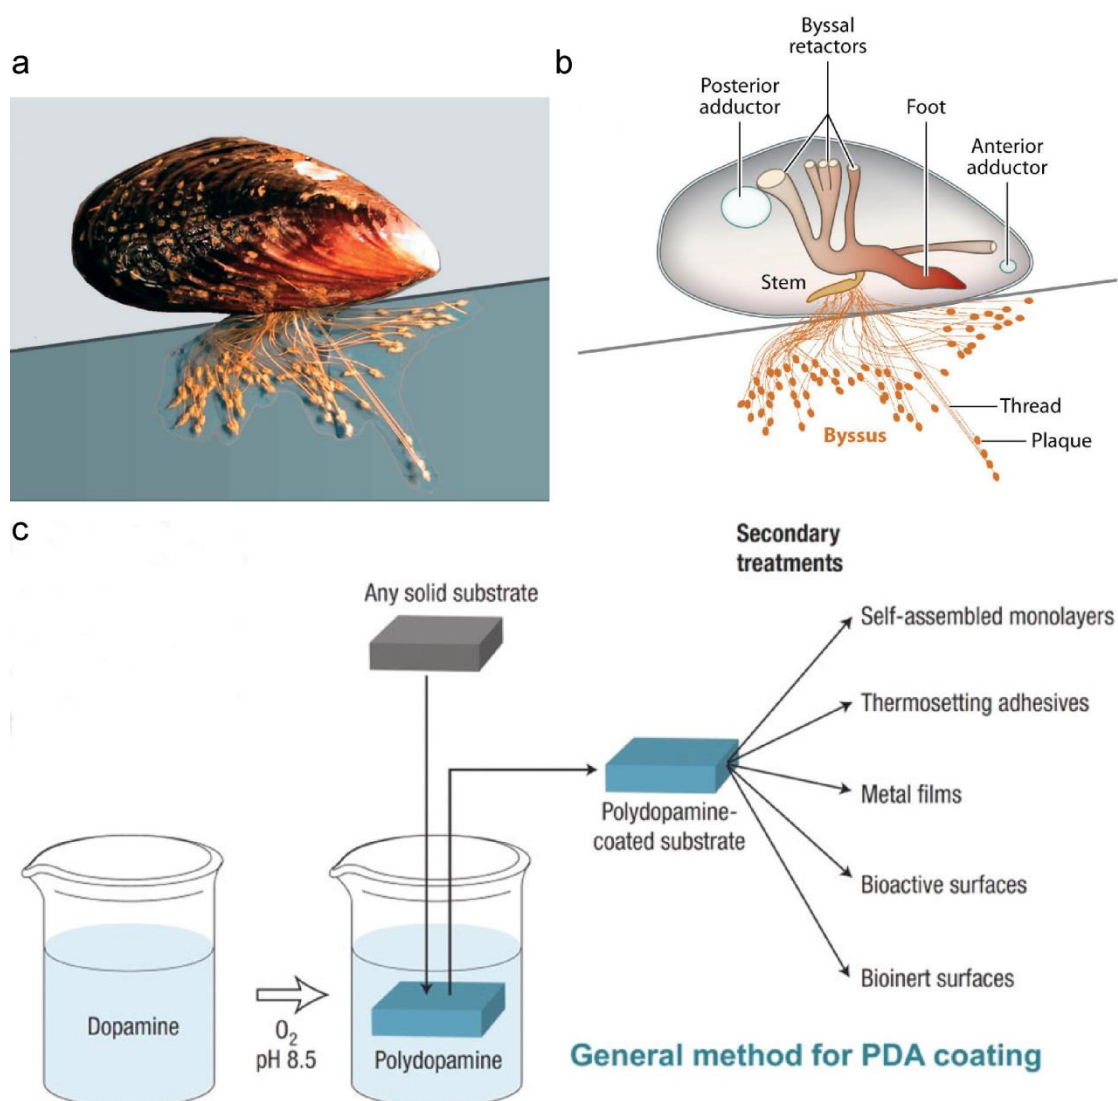 a
b
Byssal
retactors
Posterior
adductor
Foot
Anterior
adductor
Stem
Thread
Plaque
Byssus
c
Secondary
treatments
Any solid substrate
Self-assembled monolayers
Thermosetting adhesives
Metal films
Polydopamine-
coated substrate
Bioactive surfaces
Bioinert surfaces
Dopamine
O2
pH 8.5
Polydopamine
General method for PDA coating